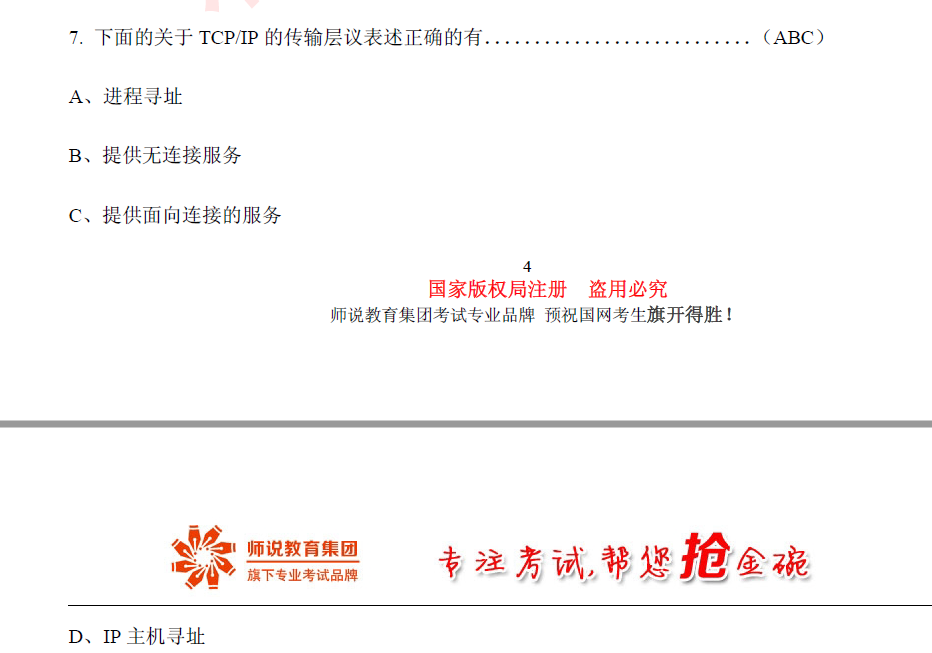 7. 下面的关于 TCP/IP 的传输层议表述正确的有...........................（ABC）
A、进程寻址
B、提供无连接服务
C、提供面向连接的服务
4
国家版权局注册 盗用必究
师说教育集团考试专业品牌 预祝国网考生旗开得胜！
师说教育集团
旗下专业考试品牌
专注考试,帮您抢金碗
D、IP 主机寻址